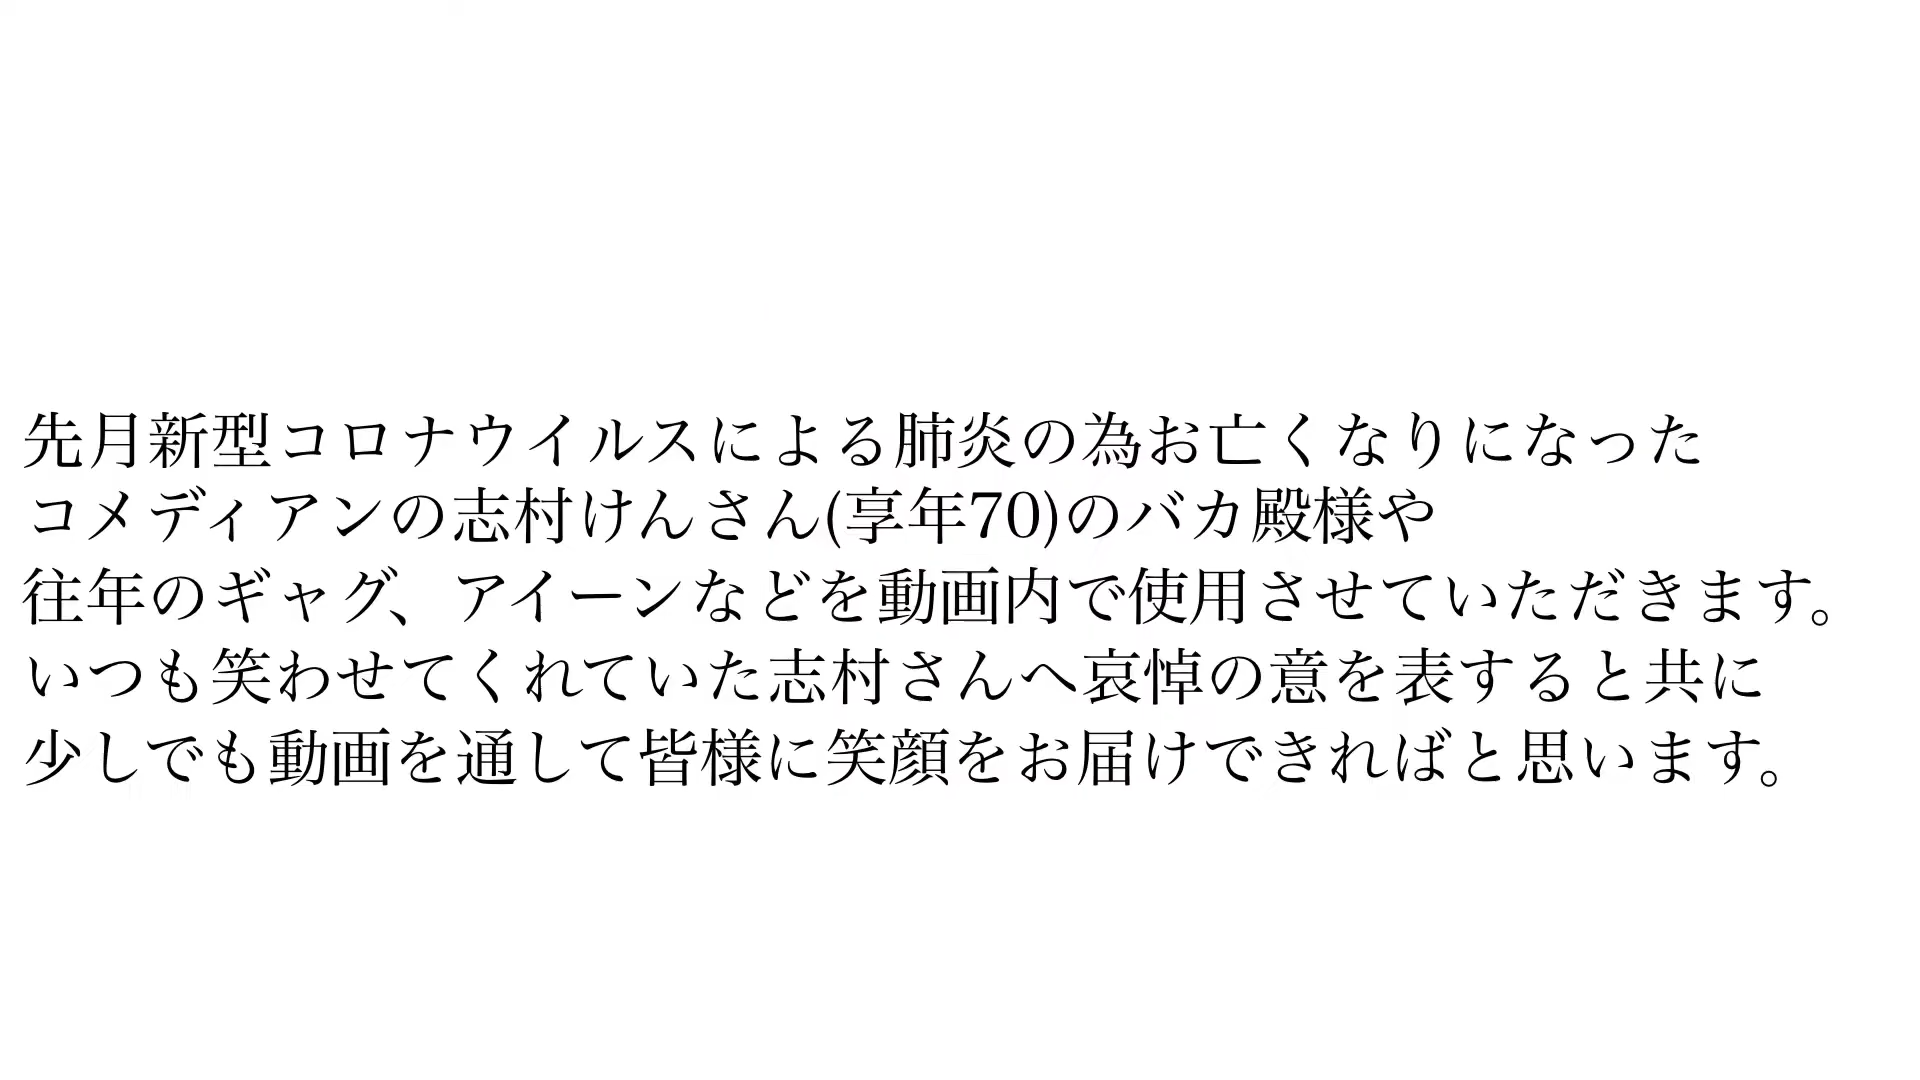 先月新型コロナウイルスによる肺炎の為お亡くなりになった
コメディアンの志村けんさん(享年70)のバカ殿様や
往年のギャグ、アイーンなどを動画内で使用させていただきます。
いつも笑わせてくれていた志村さんへ哀悼の意を表すると共に
少しでも動画を通して皆様に笑顔をお届けできればと思います。